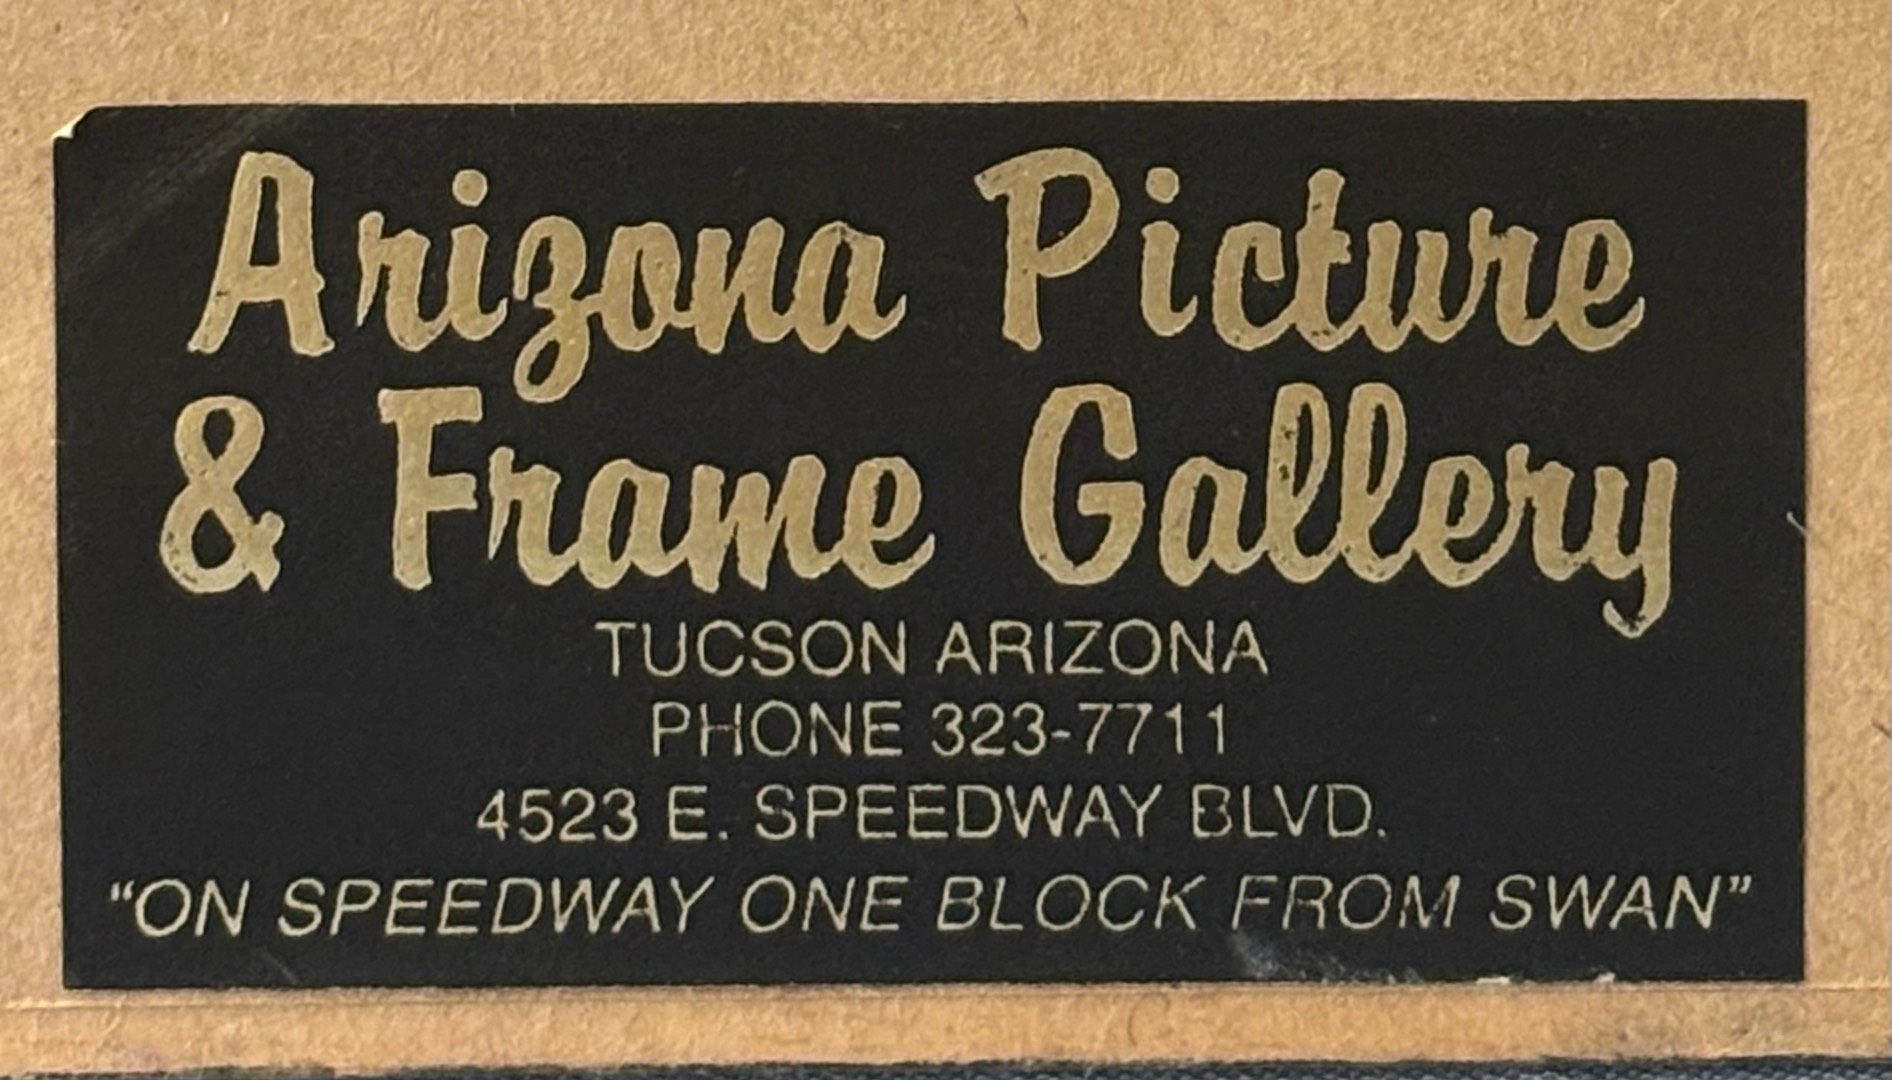 Arizona Picture
& Frame Gallery
TUCSON ARIZONA
PHONE 323-7711
4523 E. SPEEDWAY BLVD.
“ON SPEEDWAY ONE BLOCK FROM SWAN”